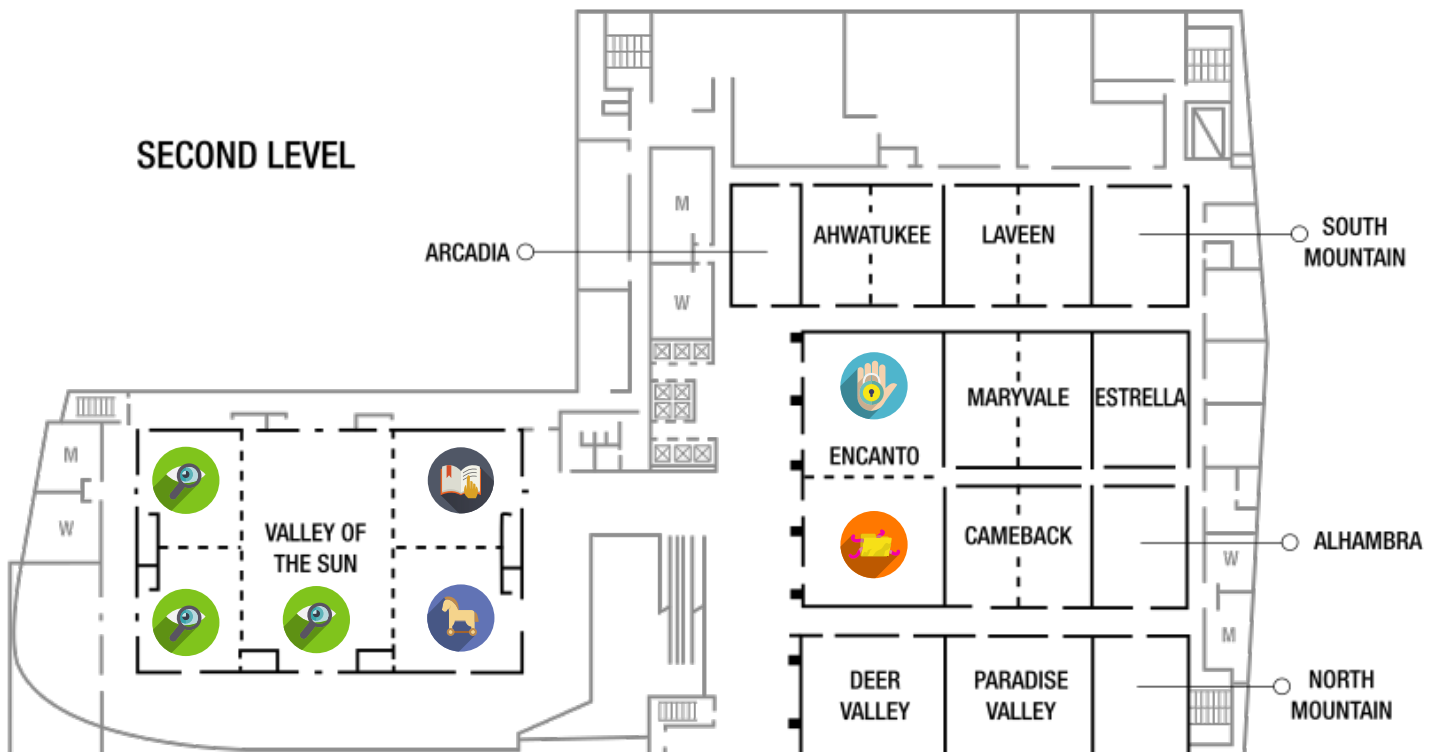 SECOND LEVEL
M
ARCADIA
AHWATUKEE
LAVEEN
SOUTH
MOUNTAIN
W
MARYVALE
ESTRELLA
ENCANTO
M
W
VALLEY OF
THE SUN
CAMEBACK
ALHAMBRA
W
M
DEER
VALLEY
PARADISE
VALLEY
NORTH
MOUNTAIN